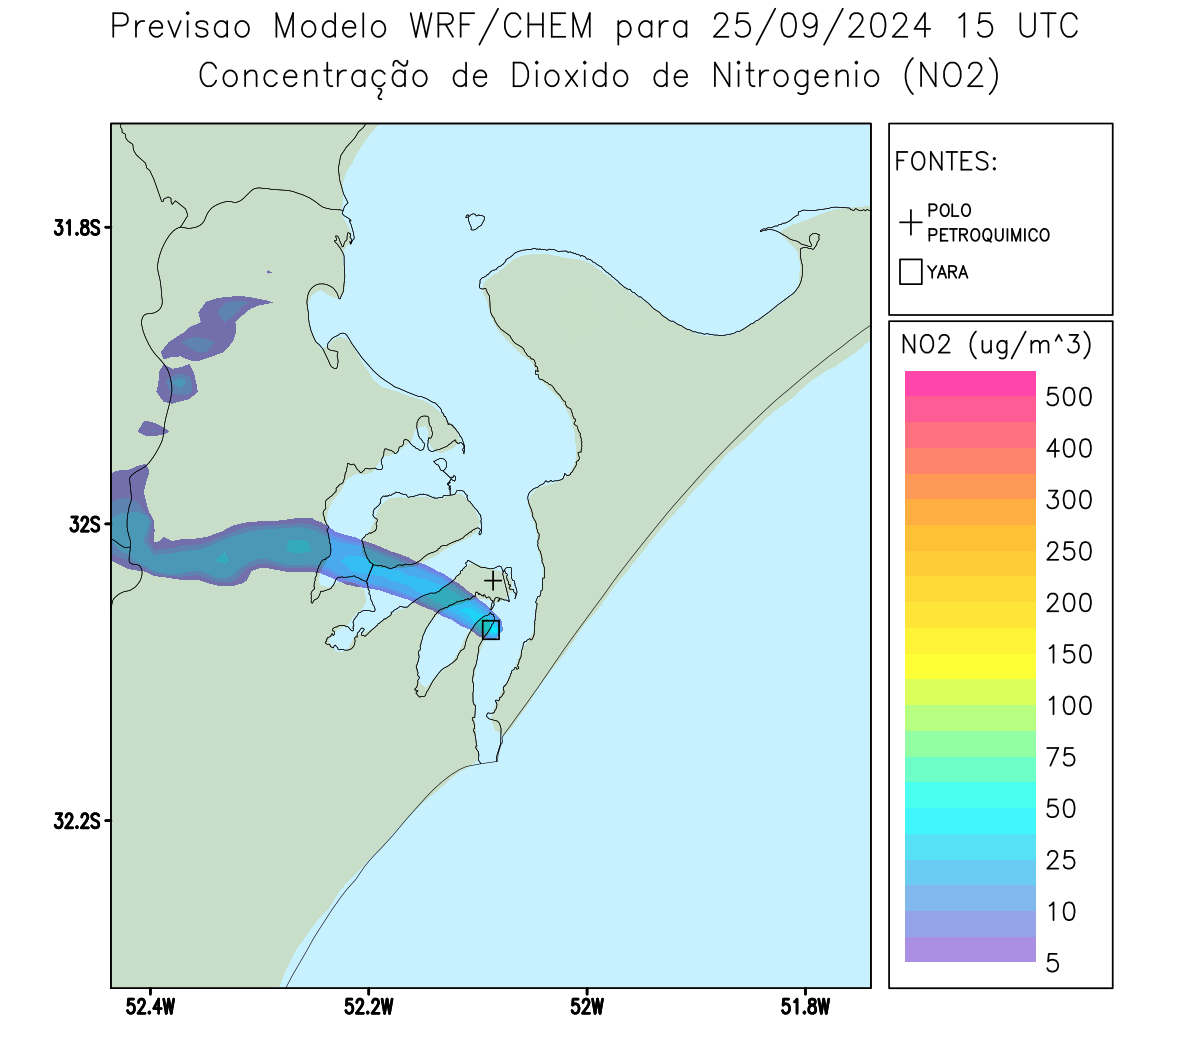 Previsao Modelo WRF/CHEM para 25/09/2024 15 UTC
Concentração de Dioxido de Nitrogenio (NO2)
FONTES:
POLO
PETROQUIMICO
YARA
NO2 (ug/m^3)
500
400
300
250
200
150
100
75
50
25
10
5
31.8S
32S
32.2S
52.4W
52.2W
52W
51.8W